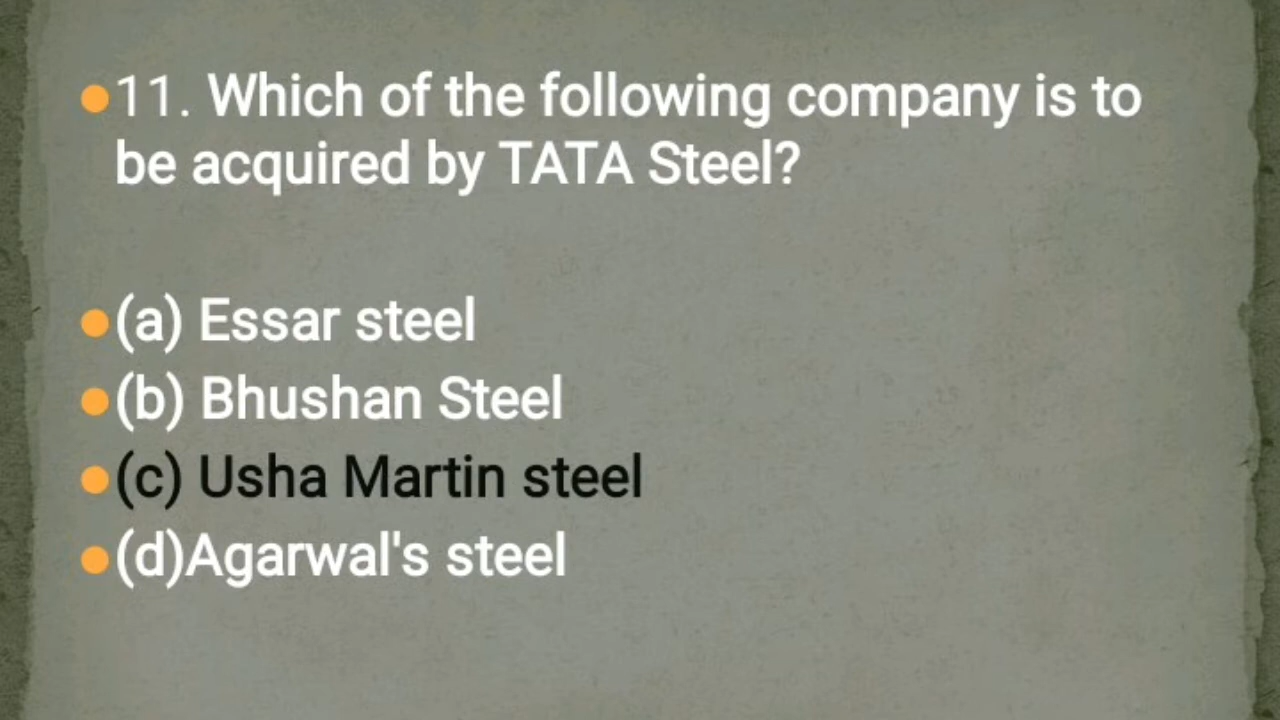 11. Which of the following company is to
be acquired by TATA Steel?
(a) Essar steel
(b) Bhushan Steel
(c) Usha Martin steel
(d)Agarwal's steel